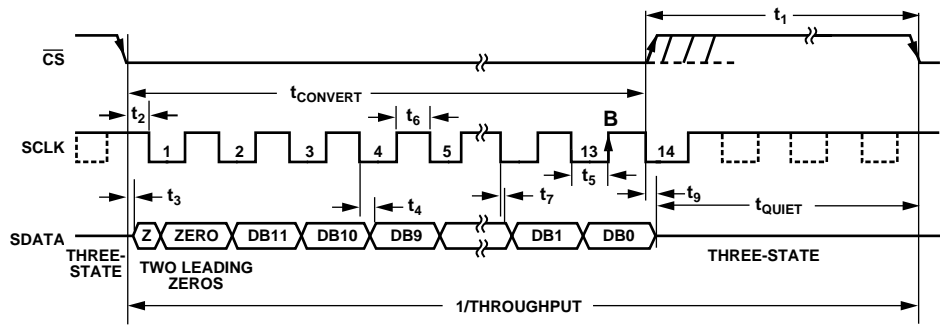 t1
CS
tCONVERT
t2
t6
B
SCLK
1
2
3
4
5
13
14
t3
t4
t7
t5
t9
tQUIET
SDATA
Z
ZERO
DB11
DB10
DB9
DB1
DB0
THREE-
STATE
TWO LEADING
ZEROS
THREE-STATE
1/THROUGHPUT